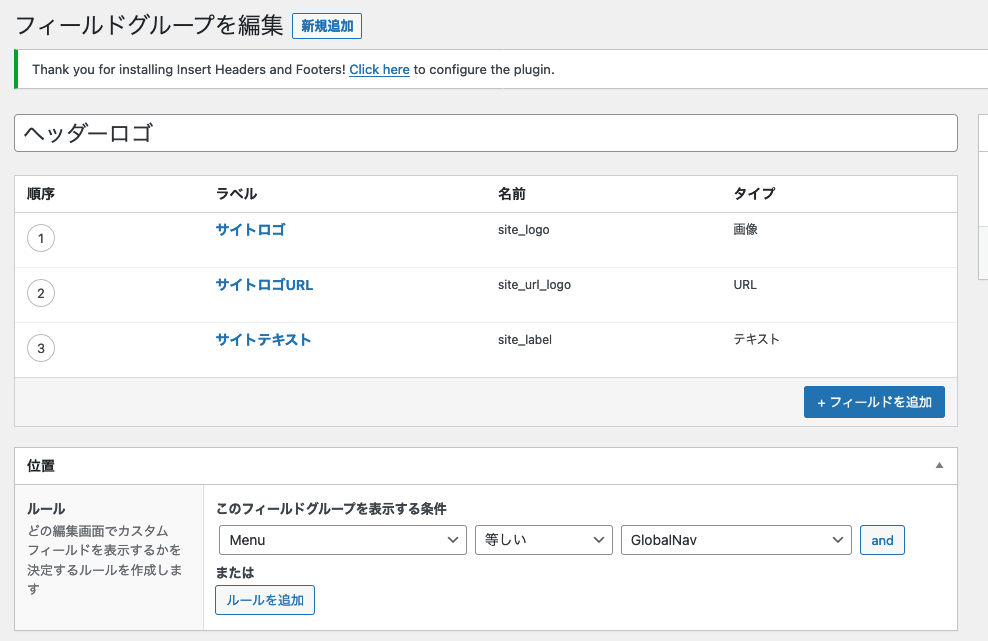 フィールドグループを編集 新規追加
Thank you for installing Insert Headers and Footers! Click here to configure the plugin.
ヘッダーロゴ
順序 ラベル 名前 タイプ
1 サイトロゴ site_logo 画像
2 サイトロゴURL site_url_logo URL
3 サイトテキスト site_label テキスト
+ フィールドを追加
位置
ルール
どの編集画面でカスタム
フィールドを表示するかを
決定するルールを作成しま
す
このフィールドグループを表示する条件
Menu 等しい GlobalNav and
または
ルールを追加